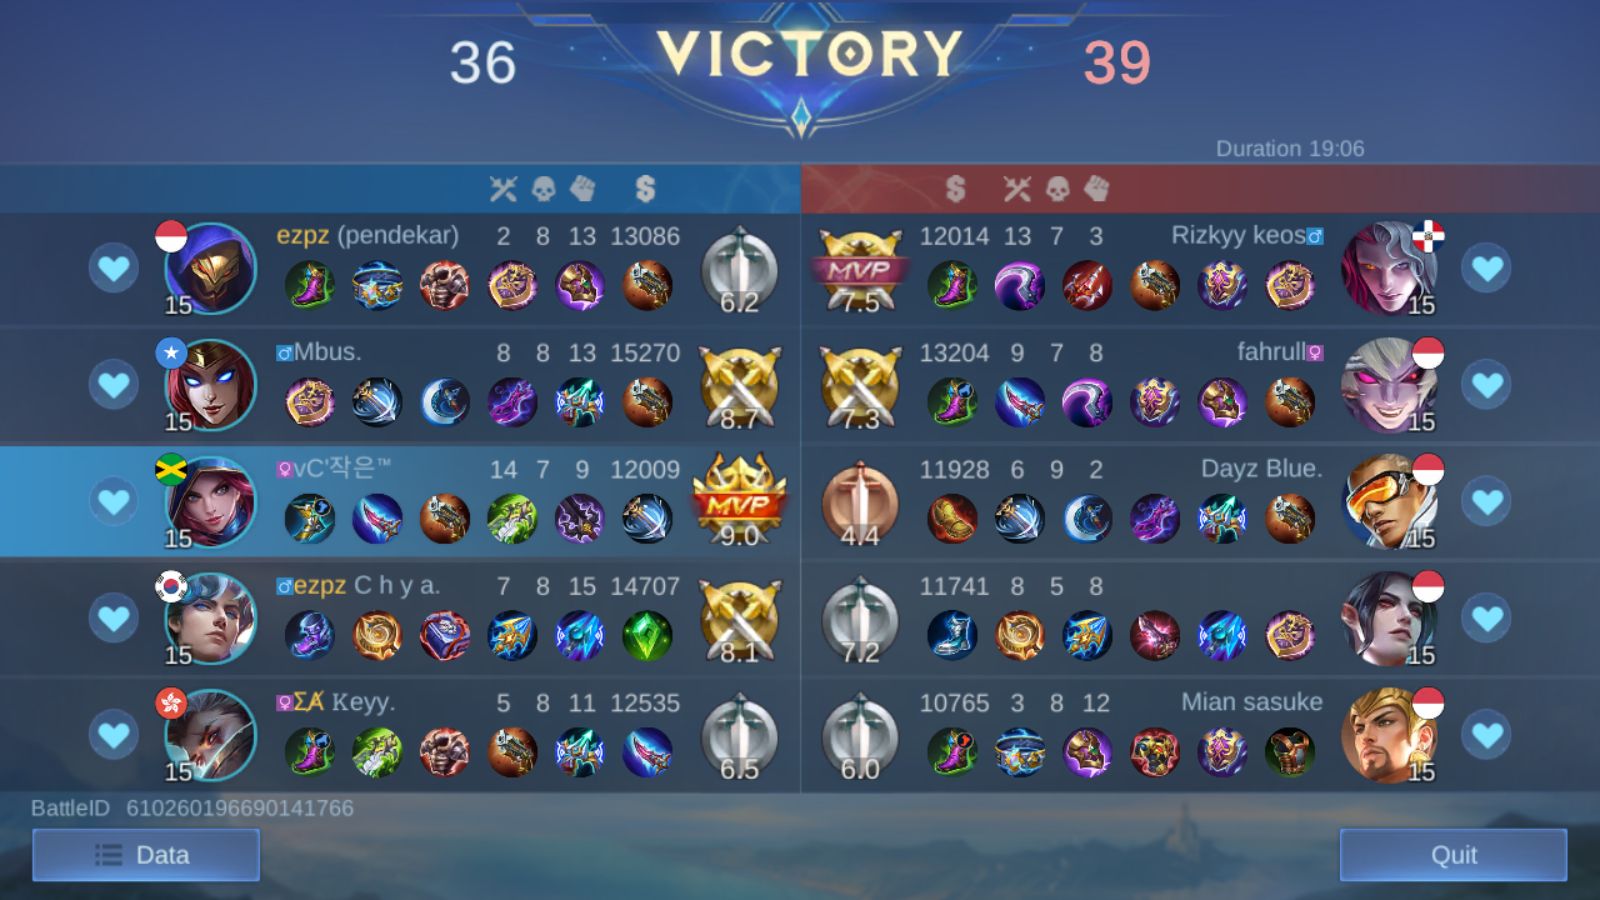 36 VICTORY 39
Duration 19:06
ezpz (pendekar) 2 8 13 13086
15 6.2
MVP 7.5 12014 13 7 3 Rizkyy keos
15
Mbus. 8 8 13 15270
15 8.7
7.3 13204 9 7 8 fahrull
15
vC'작은™ 14 7 9 12009
15 MVP 9.0
4.4 11928 6 9 2 Dayz Blue.
15
ezpz C h y a. 7 8 15 14707
15 8.1
7.2 11741 8 5 8
15
ΣȺ Keyy. 5 8 11 12535
15 6.5
6.0 10765 3 8 12 Mian sasuke
15
BattleID 610260196690141766
Data
Quit